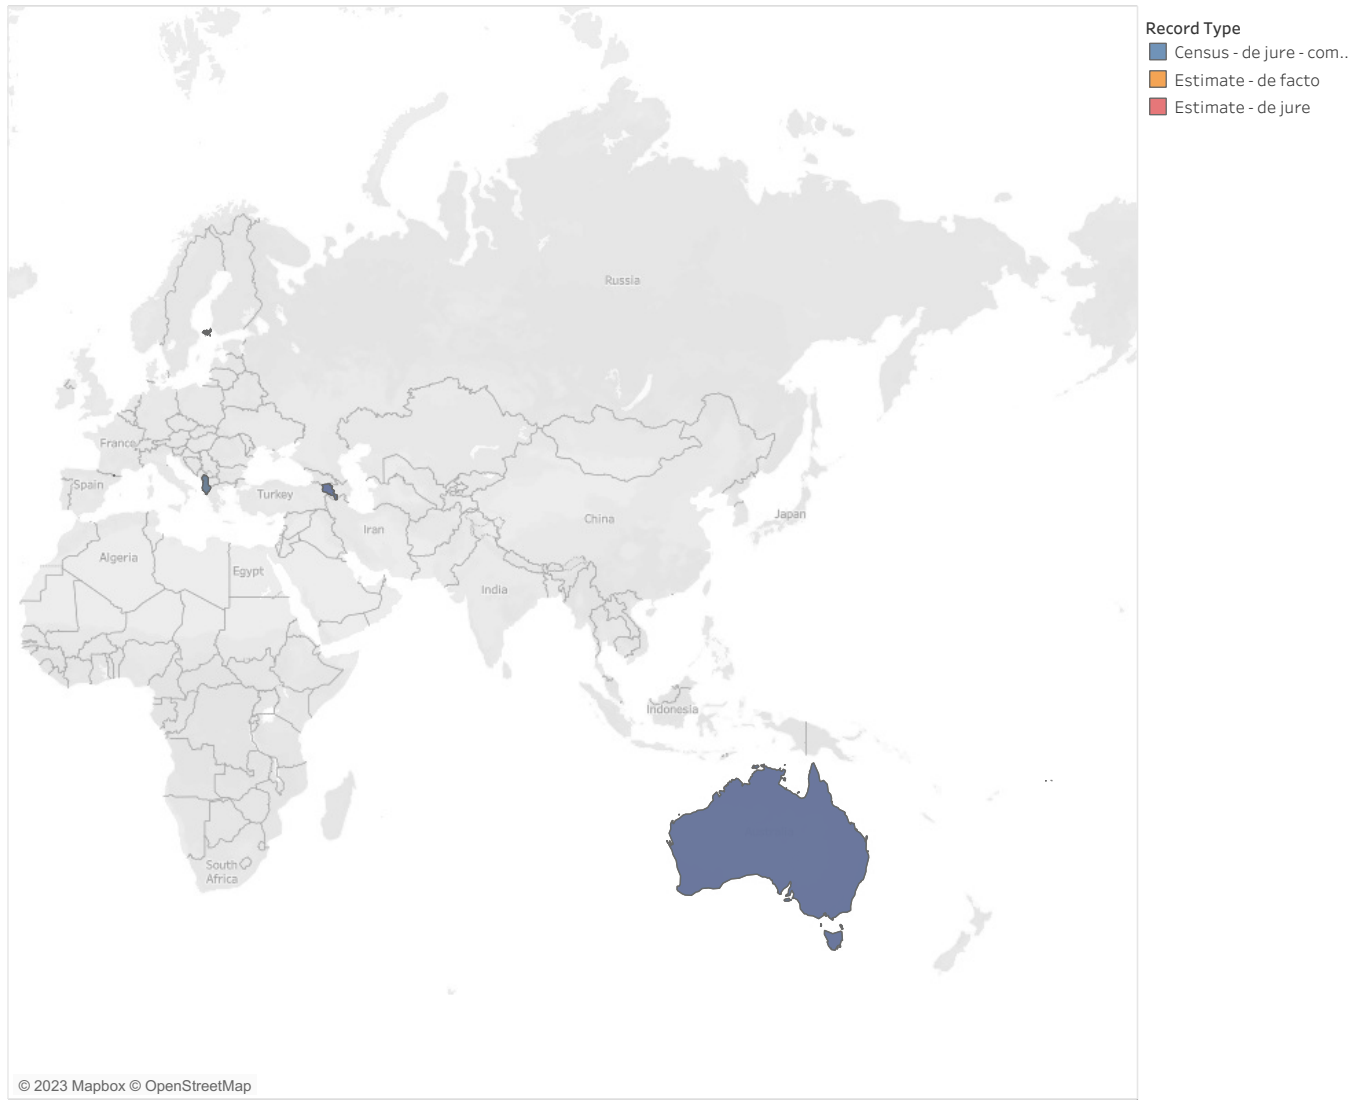 Record Type
Census - de jure - com..
Estimate - de facto
Estimate - de jure
Russia
France
Spain
Turkey
Iran
China
Japan
Algeria
Egypt
India
Indonesia
South
Africa
© 2023 Mapbox © OpenStreetMap